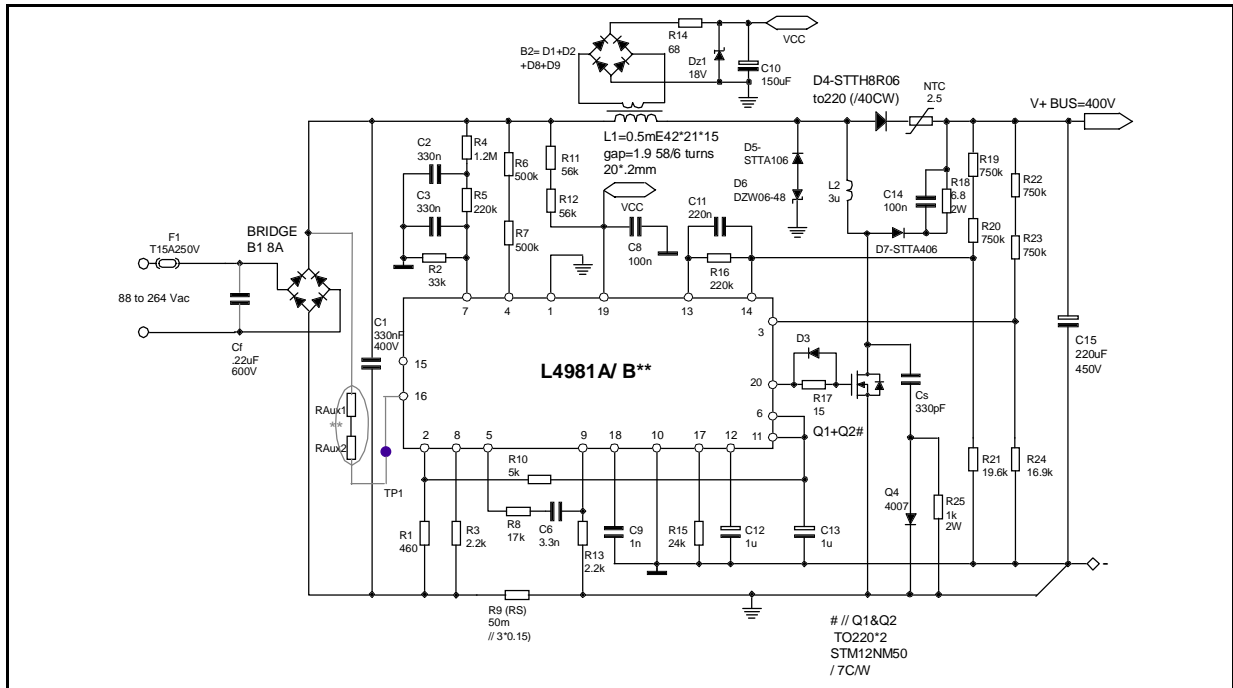 R14
68
VCC
B2= D1+D2
+D8+D9
Dz1
18V
C10
150uF
D4-STTH8R06
to220 (/40CW)
NTC
2.5
V+ BUS=400V
L1=0.5mE42*21*15
gap=1.9 58/6 turns
20*.2mm
C2
330n
R4
1.2M
R6
500k
R11
56k
D5-
STTA106
D6
DZW06-48
L2
3u
C14
100n
R18
6.8
2W
R19
750k
R22
750k
C3
330n
R5
220k
R12
56k
VCC
C11
220n
R7
500k
C8
100n
R20
750k
R23
750k
D7-STTA406
R2
33k
R16
220k
F1
T15A250V
BRIDGE
B1 8A
88 to 264 Vac
Cf
.22uF
600V
C1
330nF
400V
7
4
1
19
13
14
3
15
16
L4981A/ B**
20
6
11
D3
R17
15
Q1+Q2#
Cs
330pF
C15
220uF
450V
RAux1
**
RAux2
TP1
2
8
5
9
18
10
17
12
R10
5k
R21
19.6k
R24
16.9k
Q4
4007
R25
1k
2W
R1
460
R3
2.2k
R8
17k
C6
3.3n
R13
2.2k
C9
1n
R15
24k
C12
1u
C13
1u
-
R9 (RS)
50m
// 3*0.15)
# // Q1&Q2
TO220*2
STM12NM50
/ 7C/W